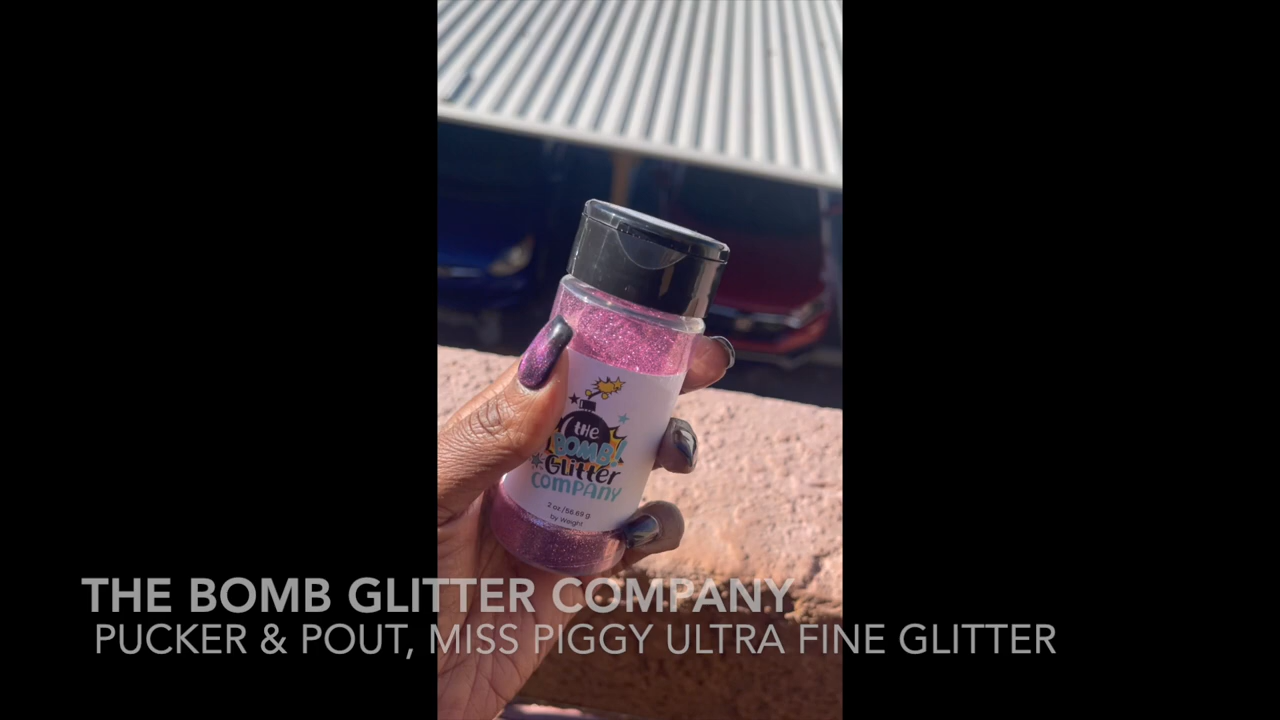 the
BOMB!
Glitter
COMPANY
2 oz /56.69 g
by Weight
THE BOMB GLITTER COMPANY
PUCKER & POUT, MISS PIGGY ULTRA FINE GLITTER